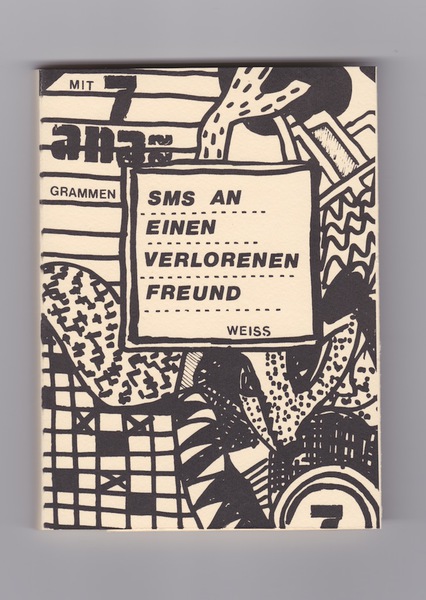 MIT 7
ana
GRAMMEN
SMS AN
EINEN
VERLORENEN
FREUND
WEISS
7